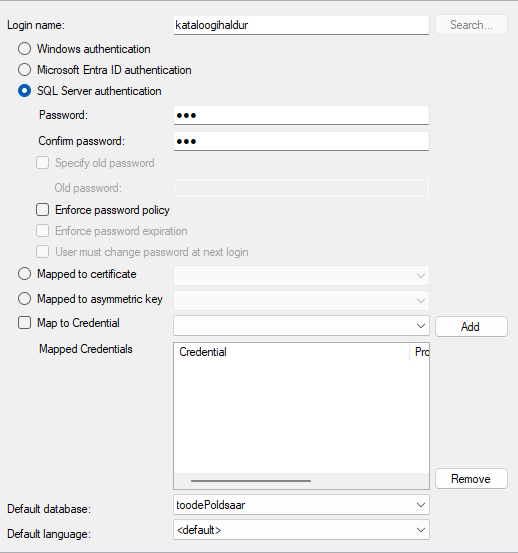 Login name: kataloogihaldur Search...
Windows authentication
Microsoft Entra ID authentication
SQL Server authentication
Password: ●●●
Confirm password: ●●●
Specify old password
Old password:
Enforce password policy
Enforce password expiration
User must change password at next login
Mapped to certificate
Mapped to asymmetric key
Map to Credential Add
Mapped Credentials Credential Pro
Remove
Default database: toodePoldsaar
Default language: <default>